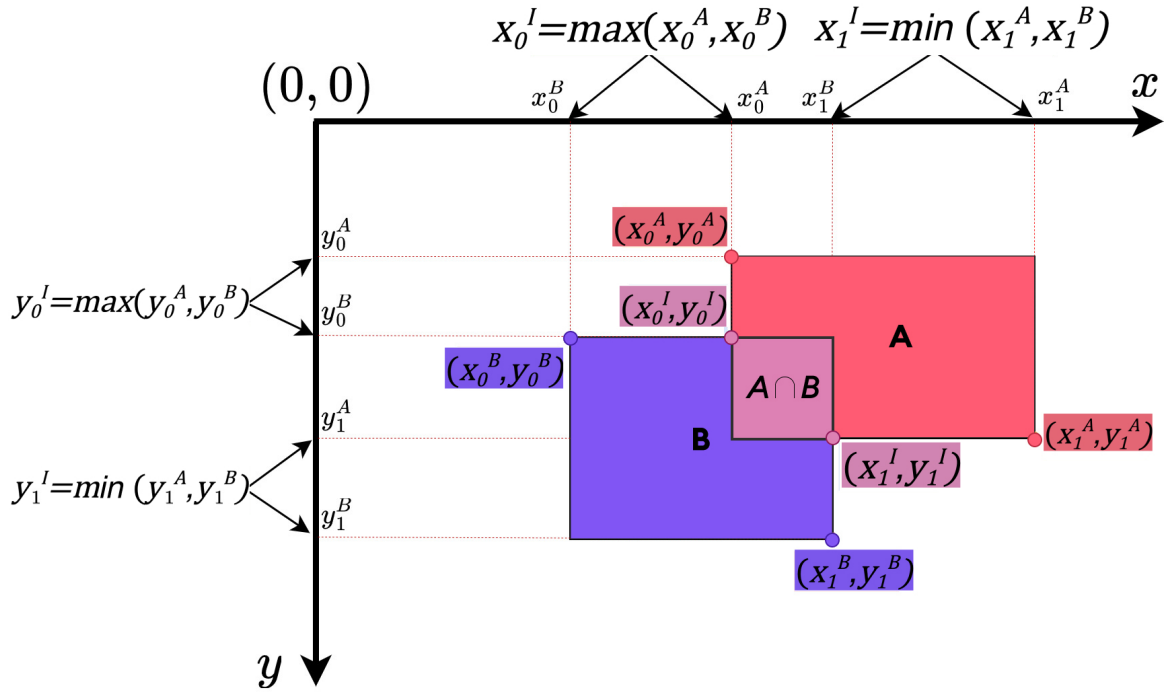 x₀ᴵ=max(x₀ᴬ,x₀ᴮ) x₁ᴵ=min (x₁ᴬ,x₁ᴮ)
(0, 0) x₀ᴮ x₀ᴬ x₁ᴮ x₁ᴬ x
y₀ᴬ (x₀ᴬ,y₀ᴬ)
y₀ᴵ=max(y₀ᴬ,y₀ᴮ) y₀ᴮ (x₀ᴵ,y₀ᴵ) A
(x₀ᴮ,y₀ᴮ) A∩B
y₁ᴬ B (x₁ᴬ,y₁ᴬ)
y₁ᴵ=min (y₁ᴬ,y₁ᴮ) (x₁ᴵ,y₁ᴵ)
y₁ᴮ
(x₁ᴮ,y₁ᴮ)
y